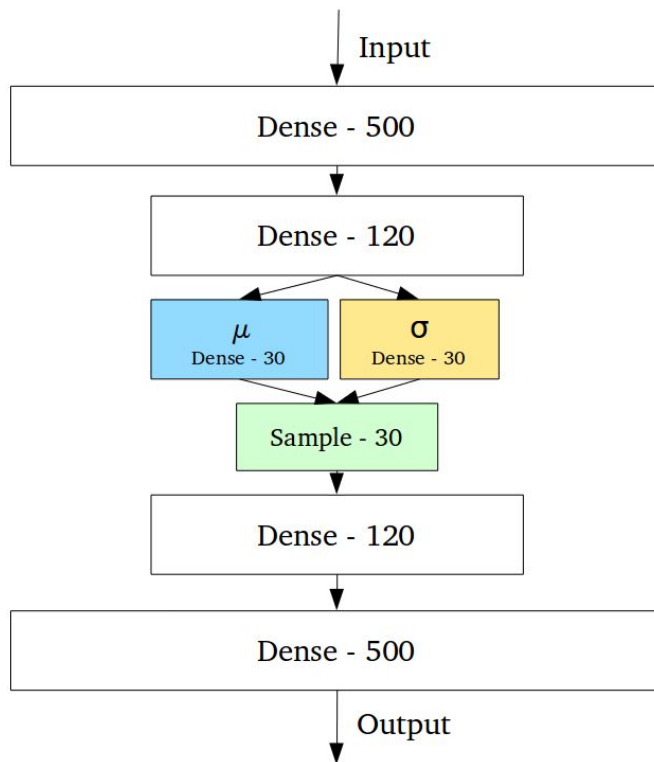 Input
Dense - 500
Dense - 120
μ
Dense - 30
σ
Dense - 30
Sample - 30
Dense - 120
Dense - 500
Output